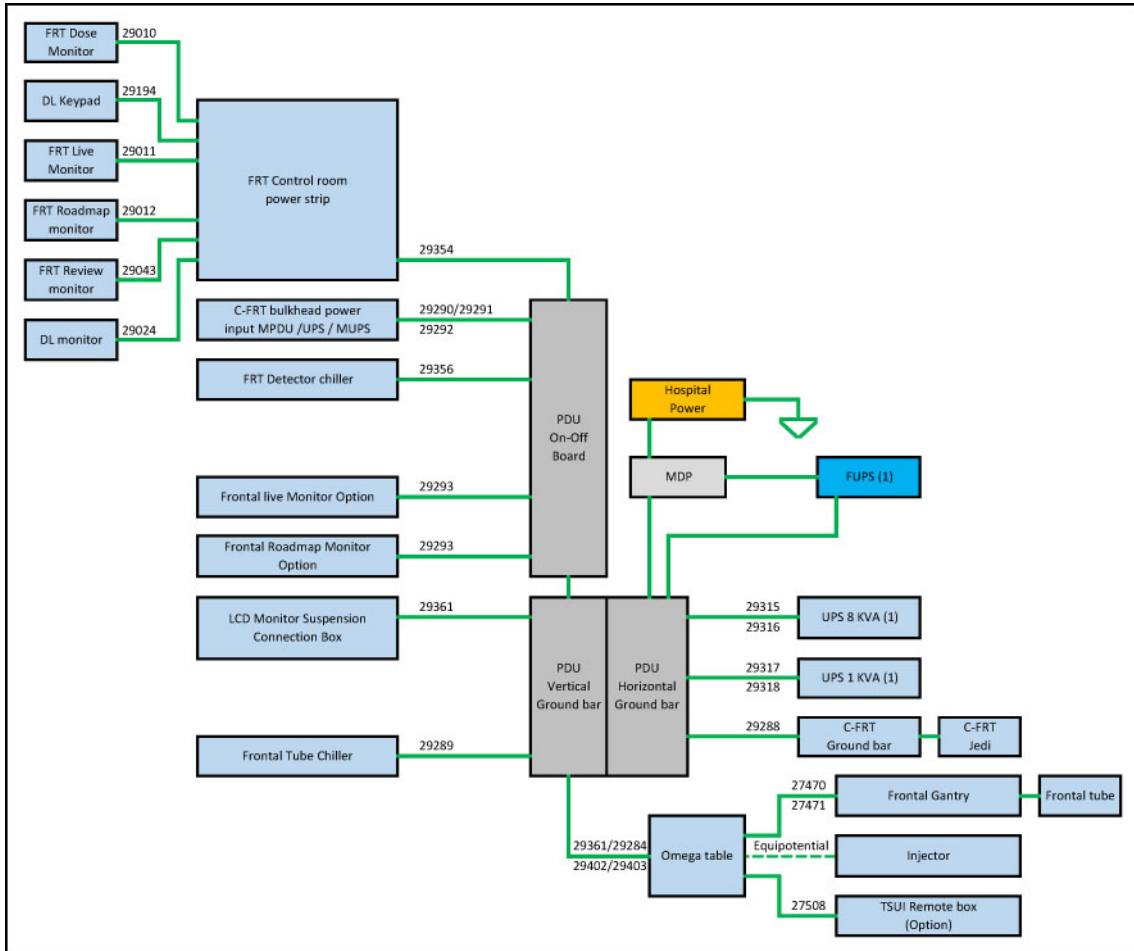 FRT Dose
Monitor
29010
DL Keypad
29194
FRT Live
Monitor
29011
FRT Roadmap
monitor
29012
FRT Review
monitor
29043
DL monitor
29024
FRT Control room
power strip
29354
C-FRT bulkhead power
input MPDU /UPS / MUPS
29290/29291
29292
FRT Detector chiller
29356
PDU
On-Off
Board
Hospital
Power
MDP
FUPS (1)
Frontal live Monitor Option
29293
Frontal Roadmap Monitor
Option
29293
LCD Monitor Suspension
Connection Box
29361
PDU
Vertical
Ground bar
PDU
Horizontal
Ground bar
29315
29316
UPS 8 KVA (1)
29317
29318
UPS 1 KVA (1)
29288
C-FRT
Ground bar
C-FRT
Jedi
Frontal Tube Chiller
29289
29361/29284
29402/29403
Omega table
27470
27471
Frontal Gantry
Frontal tube
Equipotential
Injector
27508
TSUI Remote box
(Option)